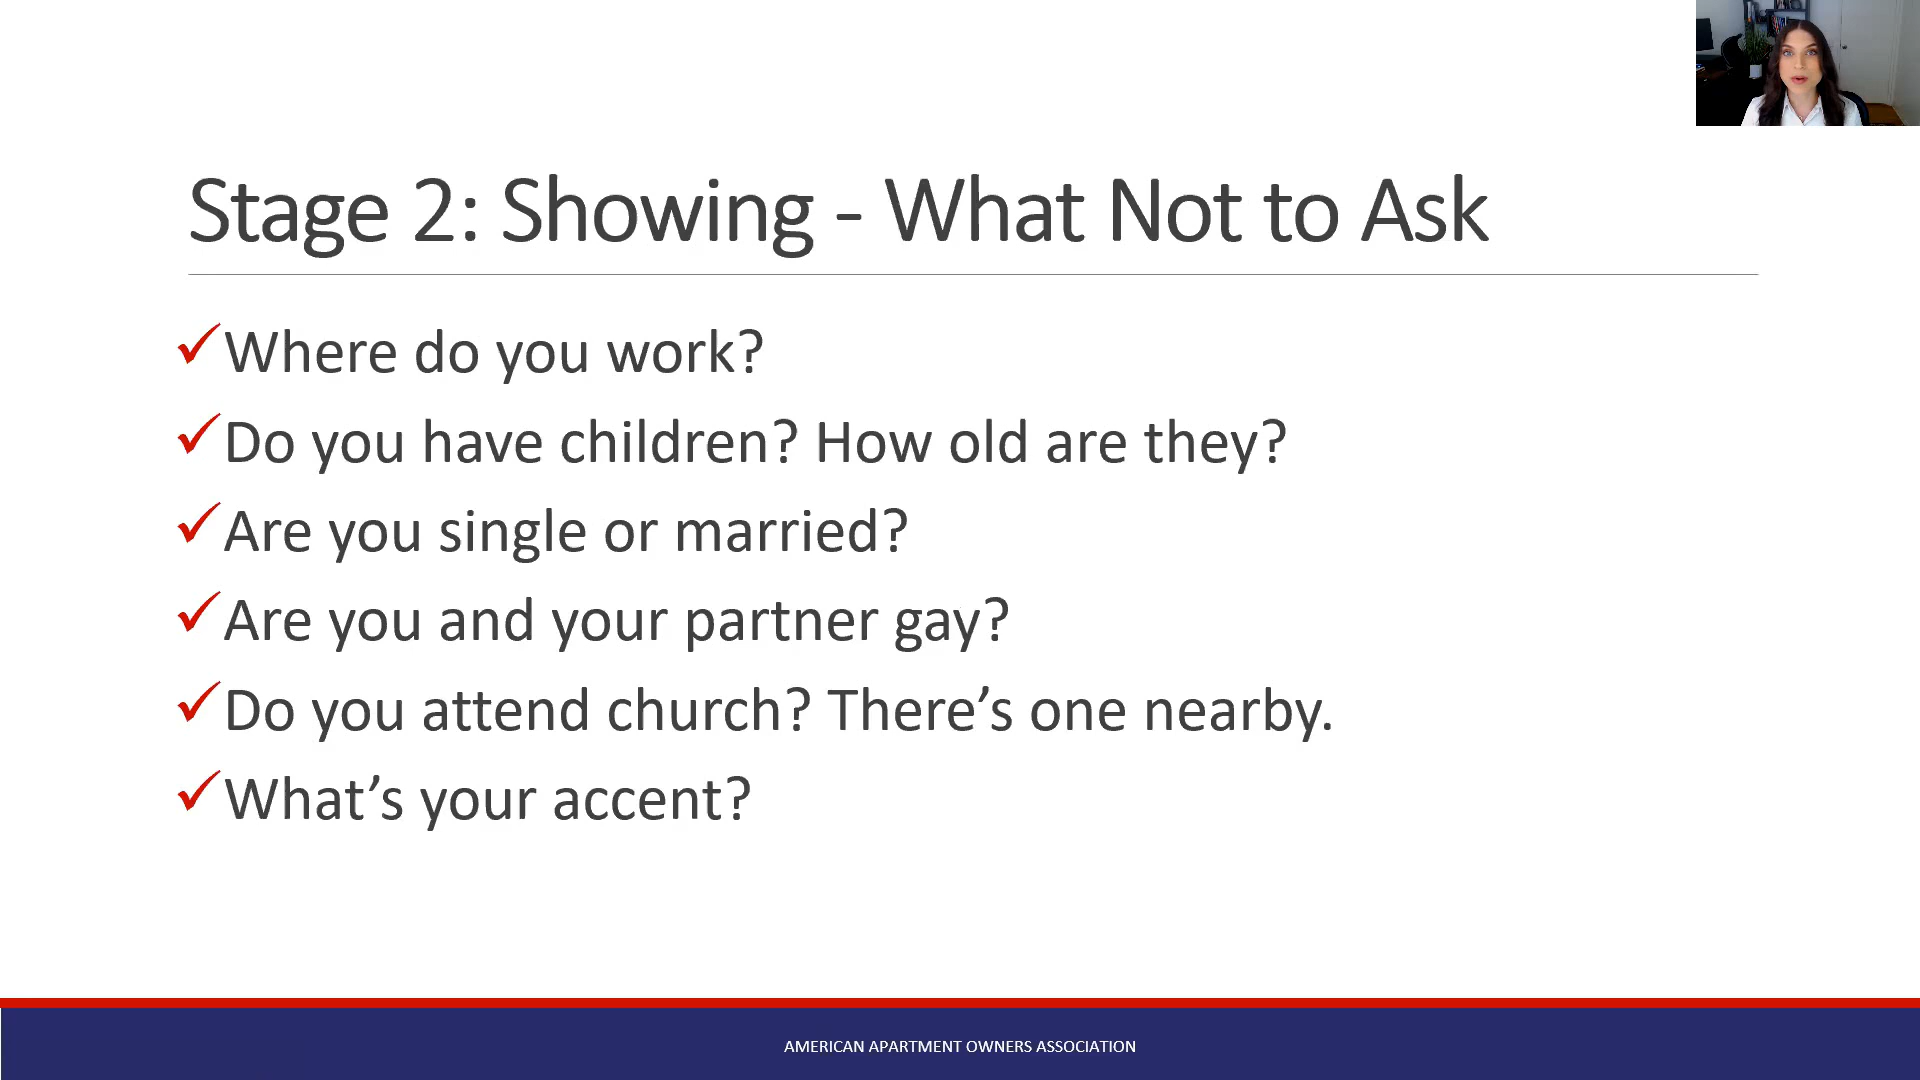 Stage 2: Showing - What Not to Ask
Where do you work?
Do you have children? How old are they?
Are you single or married?
Are you and your partner gay?
Do you attend church? There’s one nearby.
What’s your accent?
AMERICAN APARTMENT OWNERS ASSOCIATION